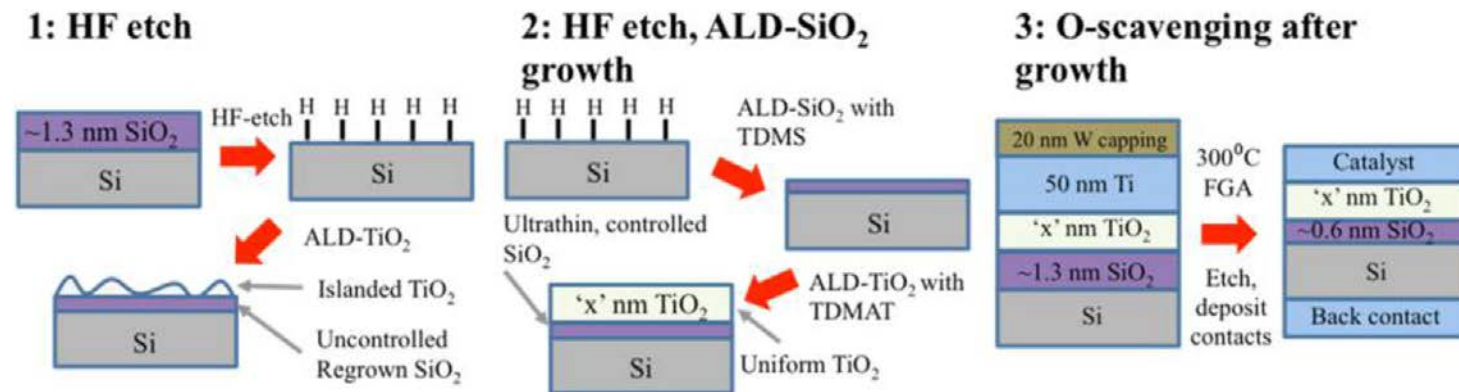 1: HF etch
~1.3 nm SiO₂
Si
HF-etch
H H H H H
Si
ALD-TiO₂
Islanded TiO₂
Uncontrolled
Regrown SiO₂
Si
2: HF etch, ALD-SiO₂
growth
H H H H H
Si
ALD-SiO₂ with
TDMS
Si
Ultrathin, controlled
SiO₂
ALD-TiO₂ with
TDMAT
'x' nm TiO₂
Si
Uniform TiO₂
3: O-scavenging after
growth
20 nm W capping
50 nm Ti
'x' nm TiO₂
~1.3 nm SiO₂
Si
300⁰C
FGA
Etch,
deposit
contacts
Catalyst
'x' nm TiO₂
~0.6 nm SiO₂
Si
Back contact